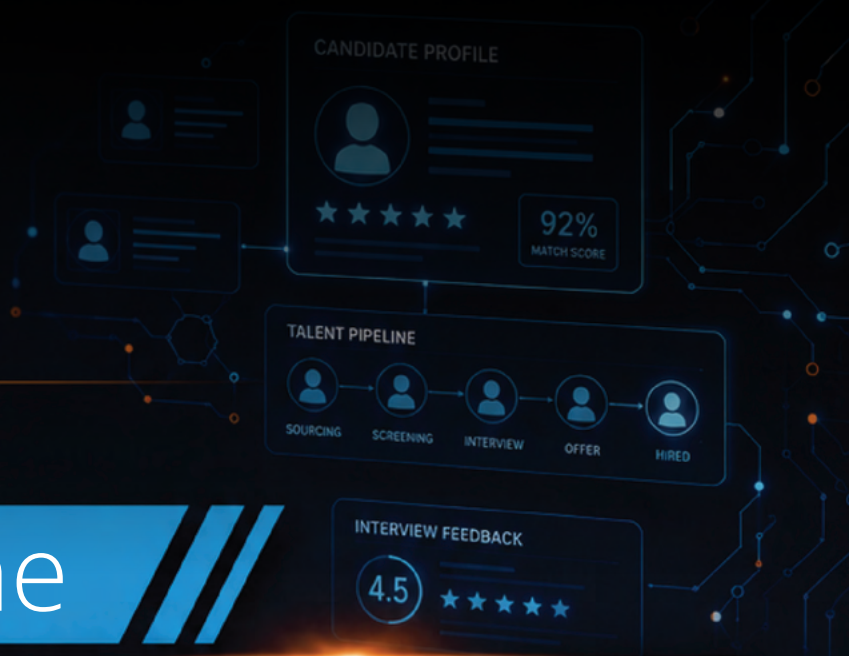 CANDIDATE PROFILE
92%
MATCH SCORE
TALENT PIPELINE
SOURCING
SCREENING
INTERVIEW
OFFER
HIRED
INTERVIEW FEEDBACK
4.5